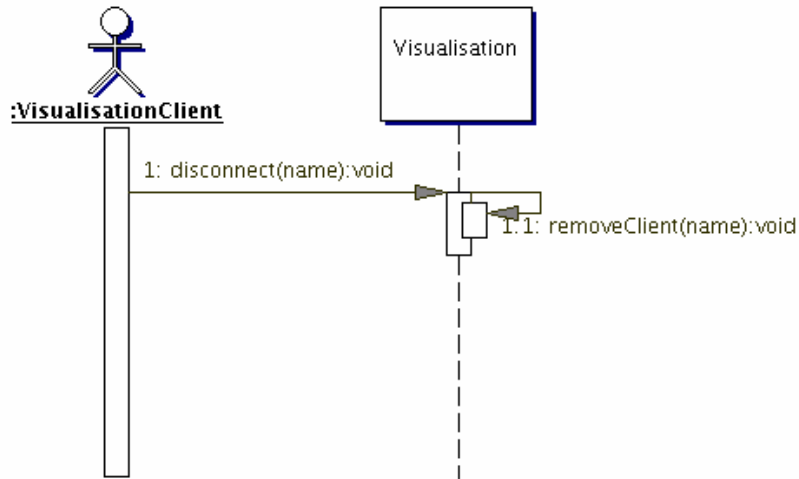 Visualisation
:VisualisationClient
1: disconnect(name):void
1.1: removeClient(name):void